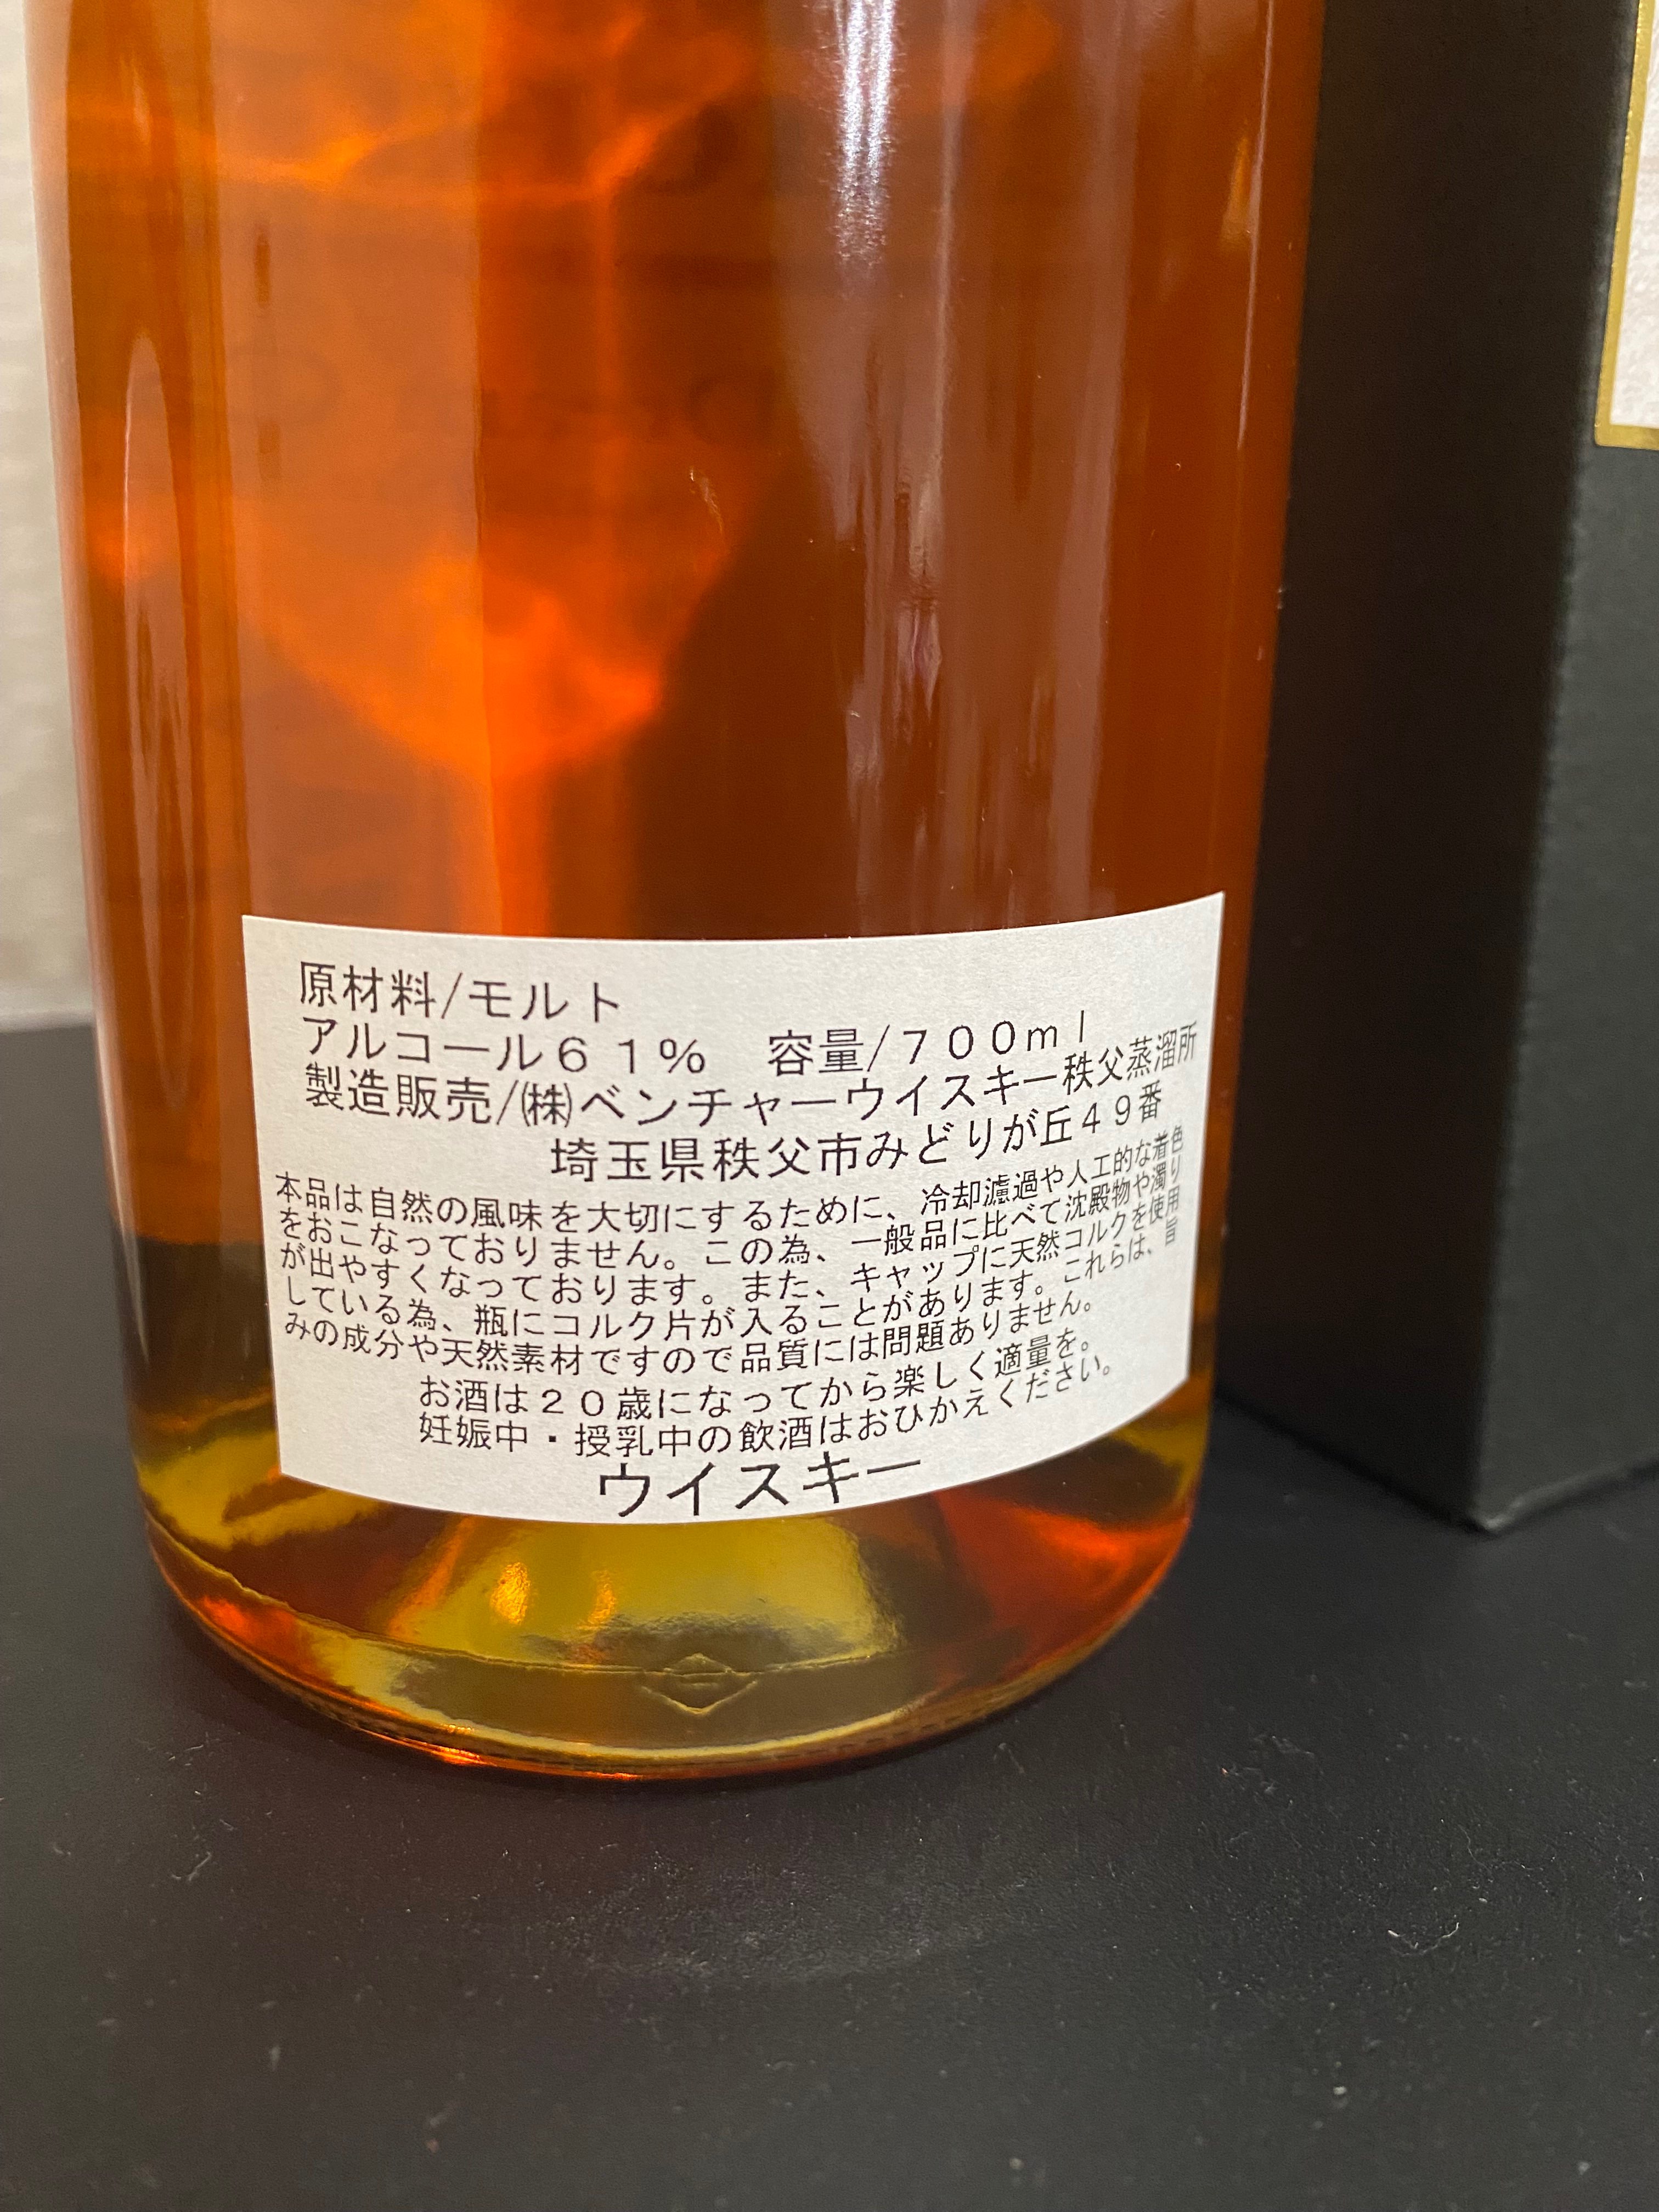 原材料/モルト
アルコール６１％　容量/７００ｍｌ
製造販売/㈱ベンチャーウイスキー秩父蒸溜所
埼玉県秩父市みどりが丘４９番
本品は自然の風味を大切にするために、冷却濾過や人工的な着色
をおこなっておりません。この為、一般品に比べて沈殿物や濁り
が出やすくなっております。また、キャップに天然コルクを使用
している為、瓶にコルク片が入ることがあります。これらは、旨
みの成分や天然素材ですので品質には問題ありません。
お酒は２０歳になってから楽しく適量を。
妊娠中・授乳中の飲酒はおひかえください。
ウイスキー